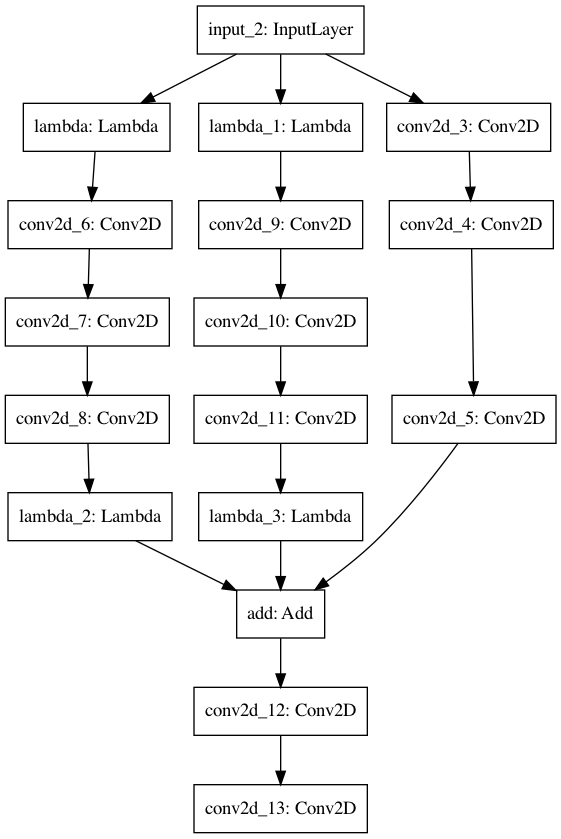 input_2: InputLayer
lambda: Lambda
lambda_1: Lambda
conv2d_3: Conv2D
conv2d_6: Conv2D
conv2d_9: Conv2D
conv2d_4: Conv2D
conv2d_7: Conv2D
conv2d_10: Conv2D
conv2d_8: Conv2D
conv2d_11: Conv2D
conv2d_5: Conv2D
lambda_2: Lambda
lambda_3: Lambda
add: Add
conv2d_12: Conv2D
conv2d_13: Conv2D